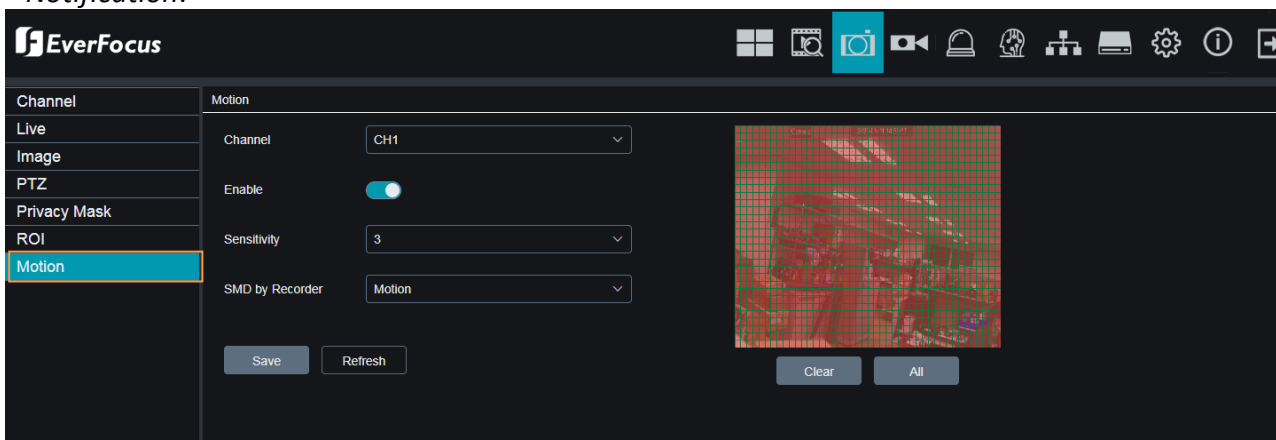 Notification.
EverFocus
Channel
Live
Image
PTZ
Privacy Mask
ROI
Motion
Motion
Channel CH1
Enable
Sensitivity 3
SMD by Recorder Motion
Save Refresh
Clear All